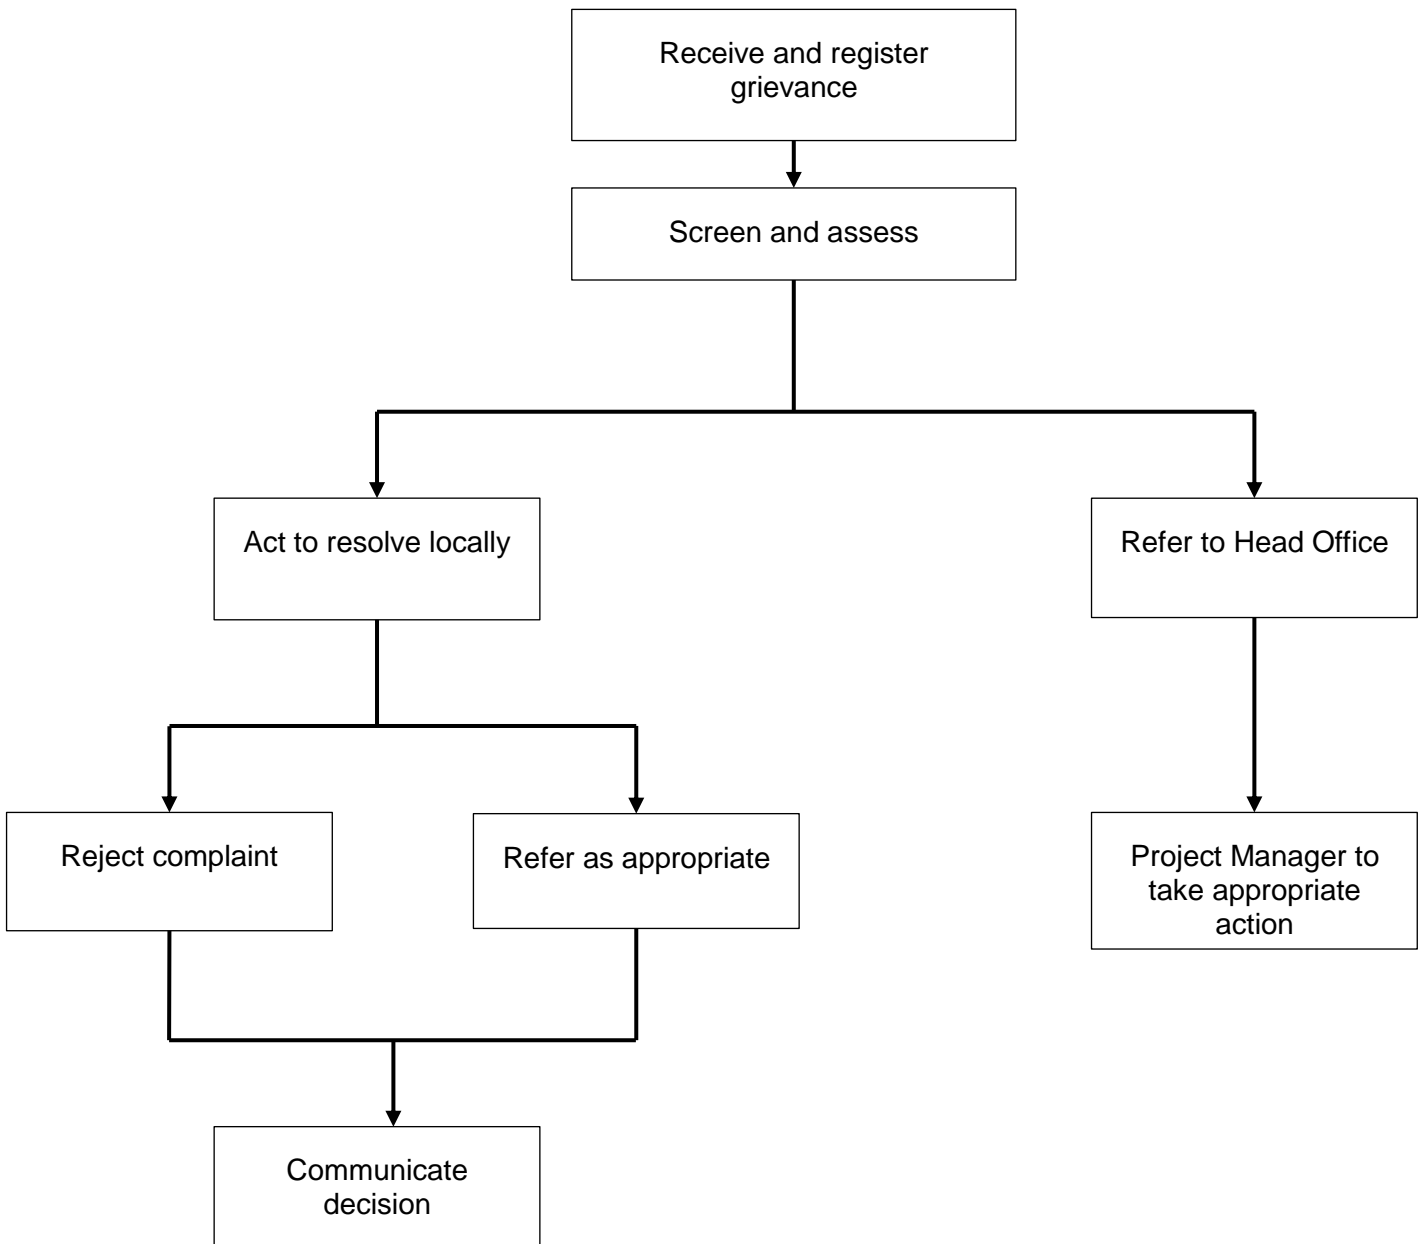 Receive and register
grievance
Screen and assess
Act to resolve locally
Refer to Head Office
Reject complaint
Refer as appropriate
Project Manager to
take appropriate
action
Communicate
decision